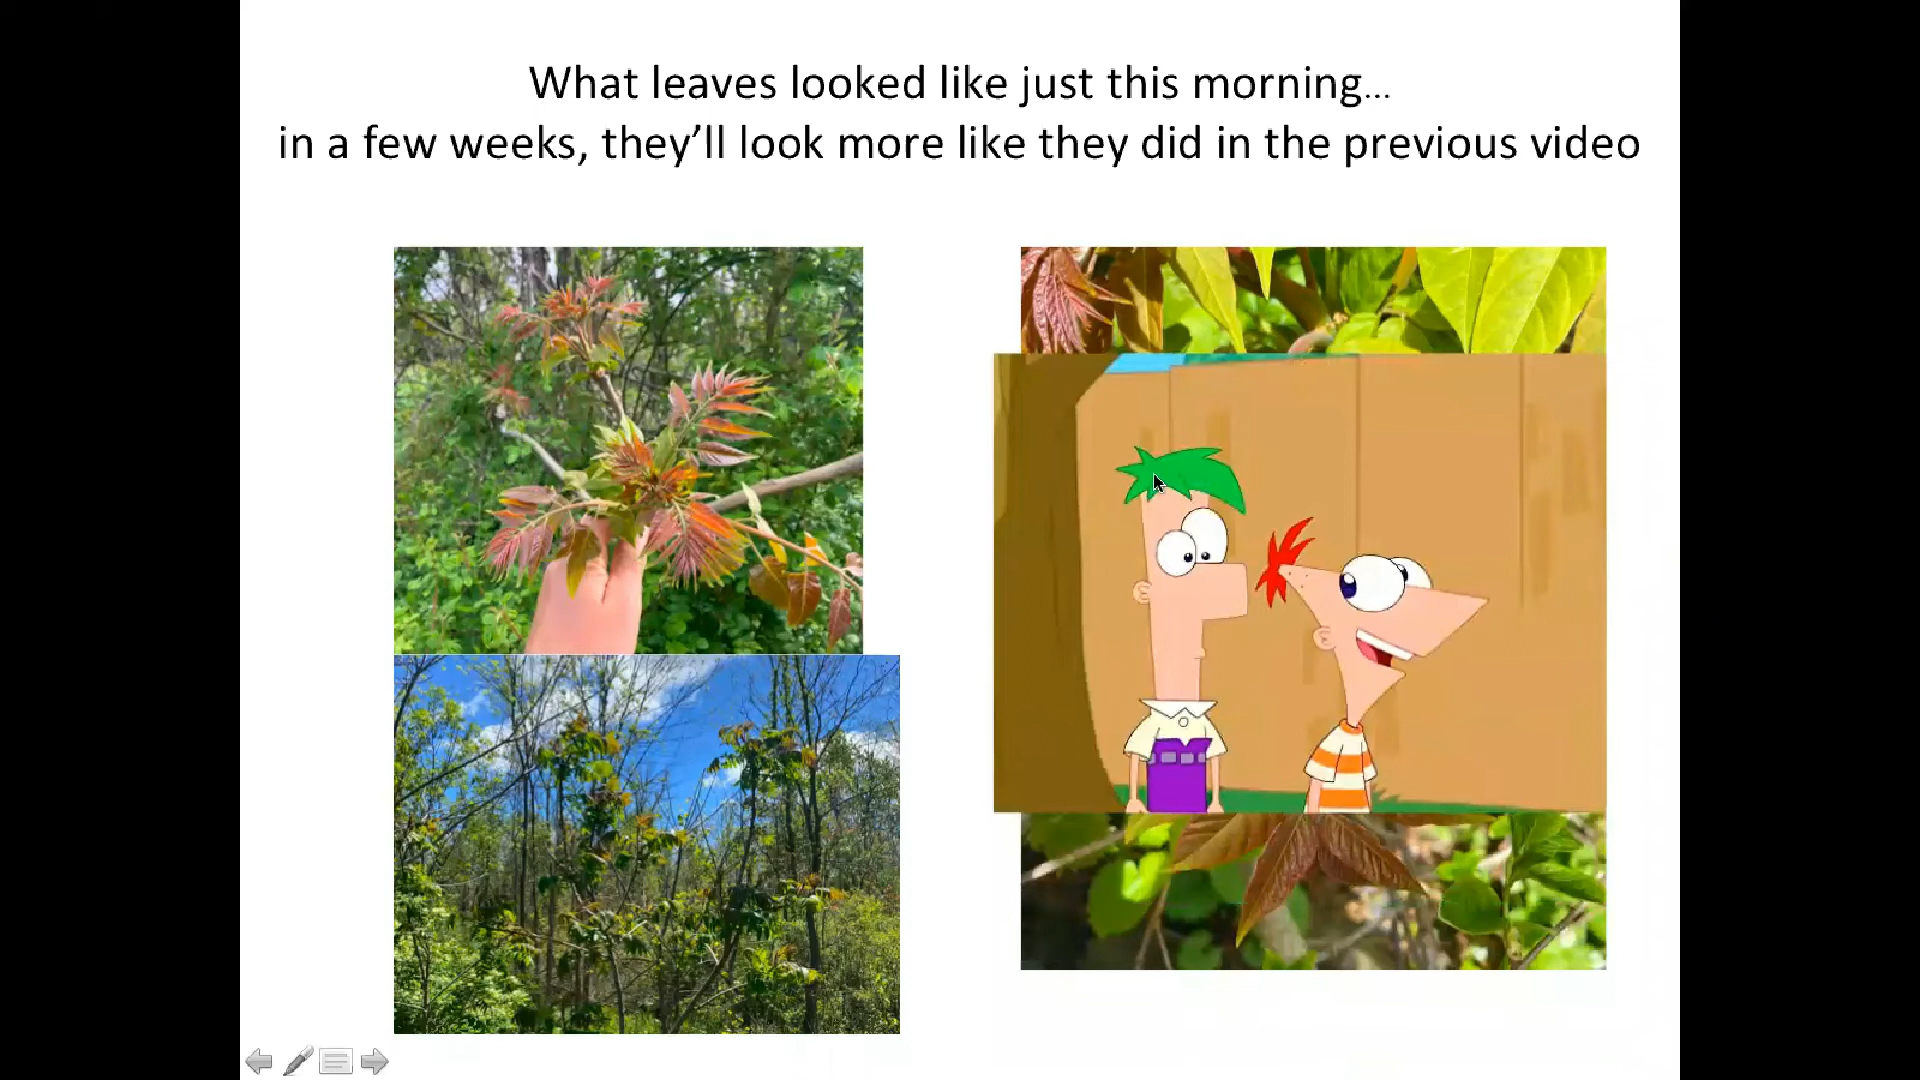 What leaves looked like just this morning...
in a few weeks, they’ll look more like they did in the previous video